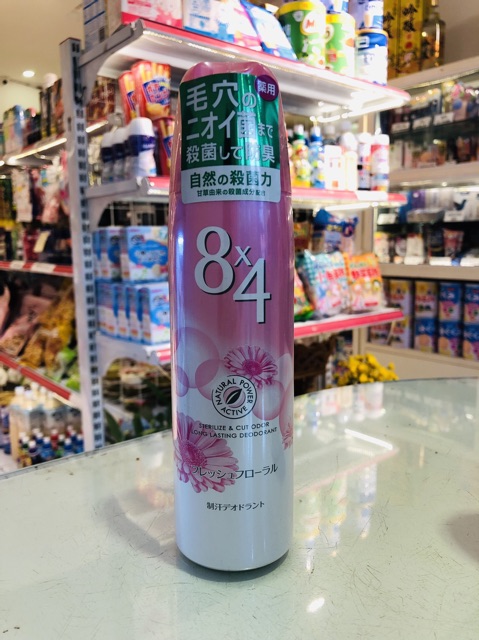 薬用
毛穴の
ニオイ菌まで
殺菌して消臭
自然の殺菌力
甘草由来の殺菌成分配合
8x4
NATURAL POWER
ACTIVE
STERILIZE & CUT ODOR
LONG LASTING DEODORANT
フレッシュフローラル
制汗デオドラント